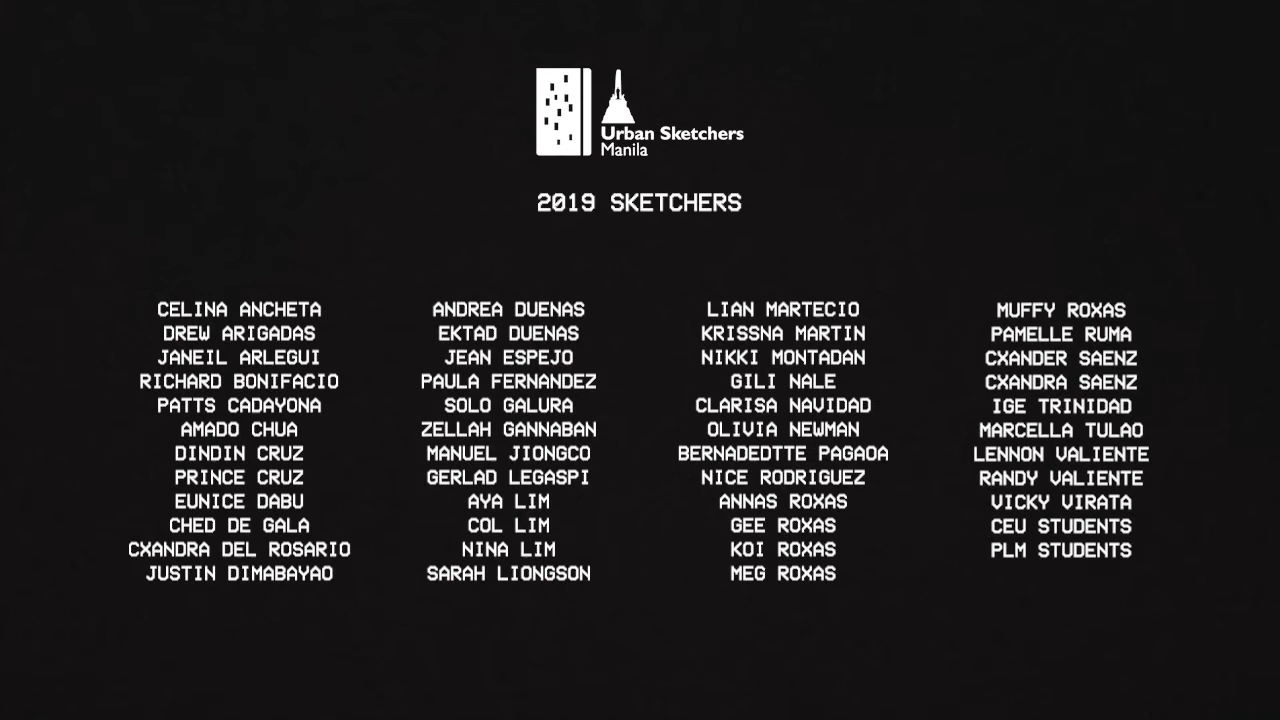 Urban Sketchers
Manila
2019 SKETCHERS
CELINA ANCHETA
DREW ARIGADAS
JANEIL ARLEGUI
RICHARD BONIFACIO
PATTS CADAYONA
AMADO CHUA
DINDIN CRUZ
PRINCE CRUZ
EUNICE DABU
CHED DE GALA
CXANDRA DEL ROSARIO
JUSTIN DIMABAYAO
ANDREA DUENAS
EKTAD DUENAS
JEAN ESPEJO
PAULA FERNANDEZ
SOLO GALURA
ZELLAH GANNABAN
MANUEL JIONGCO
GERLAD LEGASPI
AYA LIM
COL LIM
NINA LIM
SARAH LIONGSON
LIAN MARTECIO
KRISSNA MARTIN
NIKKI MONTADAN
GILI NALE
CLARISA NAVIDAD
OLIVIA NEWMAN
BERNADEDTTE PAGAOA
NICE RODRIGUEZ
ANNAS ROXAS
GEE ROXAS
KOI ROXAS
MEG ROXAS
MUFFY ROXAS
PAMELLE RUMA
CXANDER SAENZ
CXANDRA SAENZ
IGE TRINIDAD
MARCELLA TULAO
LENNON VALIENTE
RANDY VALIENTE
VICKY VIRATA
CEU STUDENTS
PLM STUDENTS